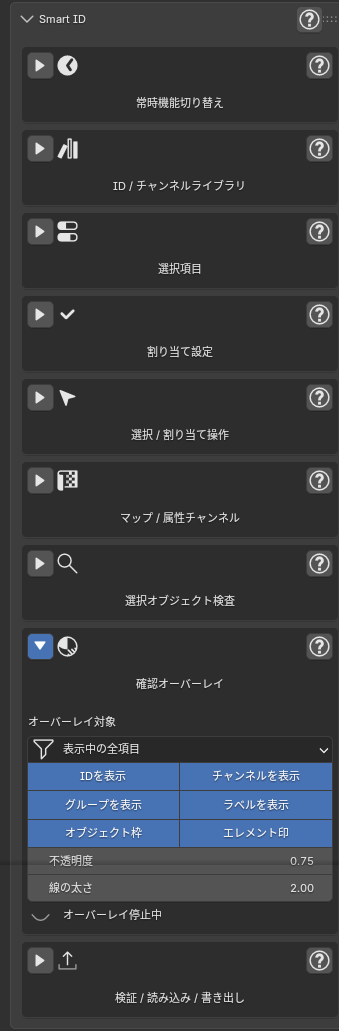 Smart ID
常時機能切り替え
ID / チャンネルライブラリ
選択項目
割り当て設定
選択 / 割り当て操作
マップ / 属性チャンネル
選択オブジェクト検査
確認オーバーレイ
オーバーレイ対象
表示中の全項目
IDを表示 チャンネルを表示
グループを表示 ラベルを表示
オブジェクト枠 エレメント印
不透明度 0.75
線の太さ 2.00
オーバーレイ停止中
検証 / 読み込み / 書き出し